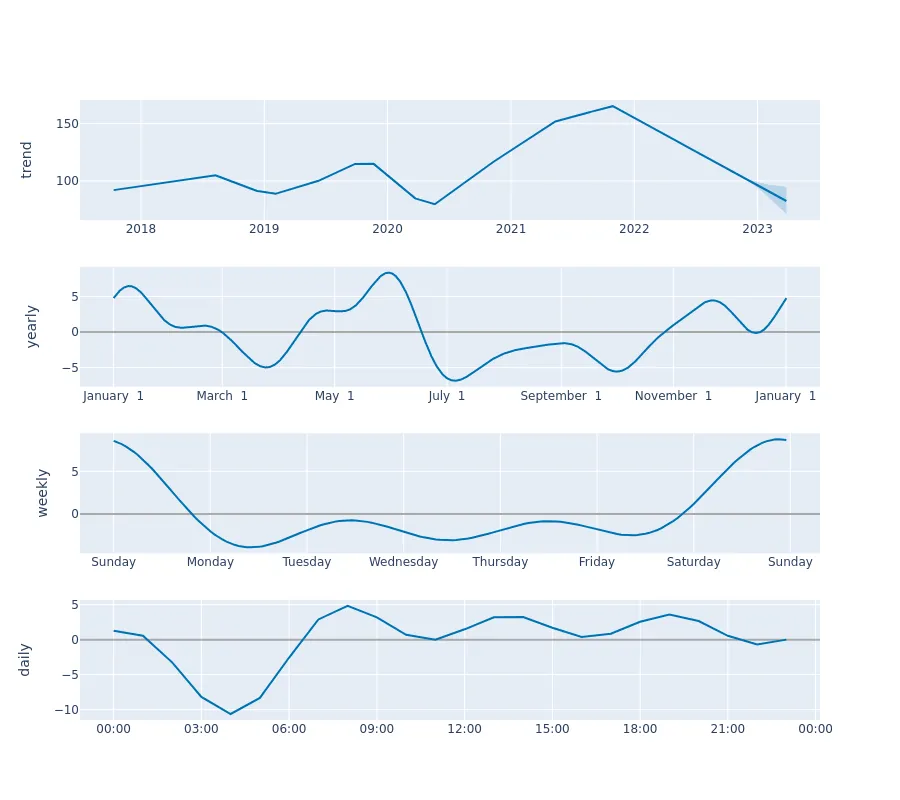 trend
150
100
2018 2019 2020 2021 2022 2023
yearly
5
0
−5
January 1 March 1 May 1 July 1 September 1 November 1 January 1
weekly
5
0
Sunday Monday Tuesday Wednesday Thursday Friday Saturday Sunday
daily
5
0
−5
−10
00:00 03:00 06:00 09:00 12:00 15:00 18:00 21:00 00:00